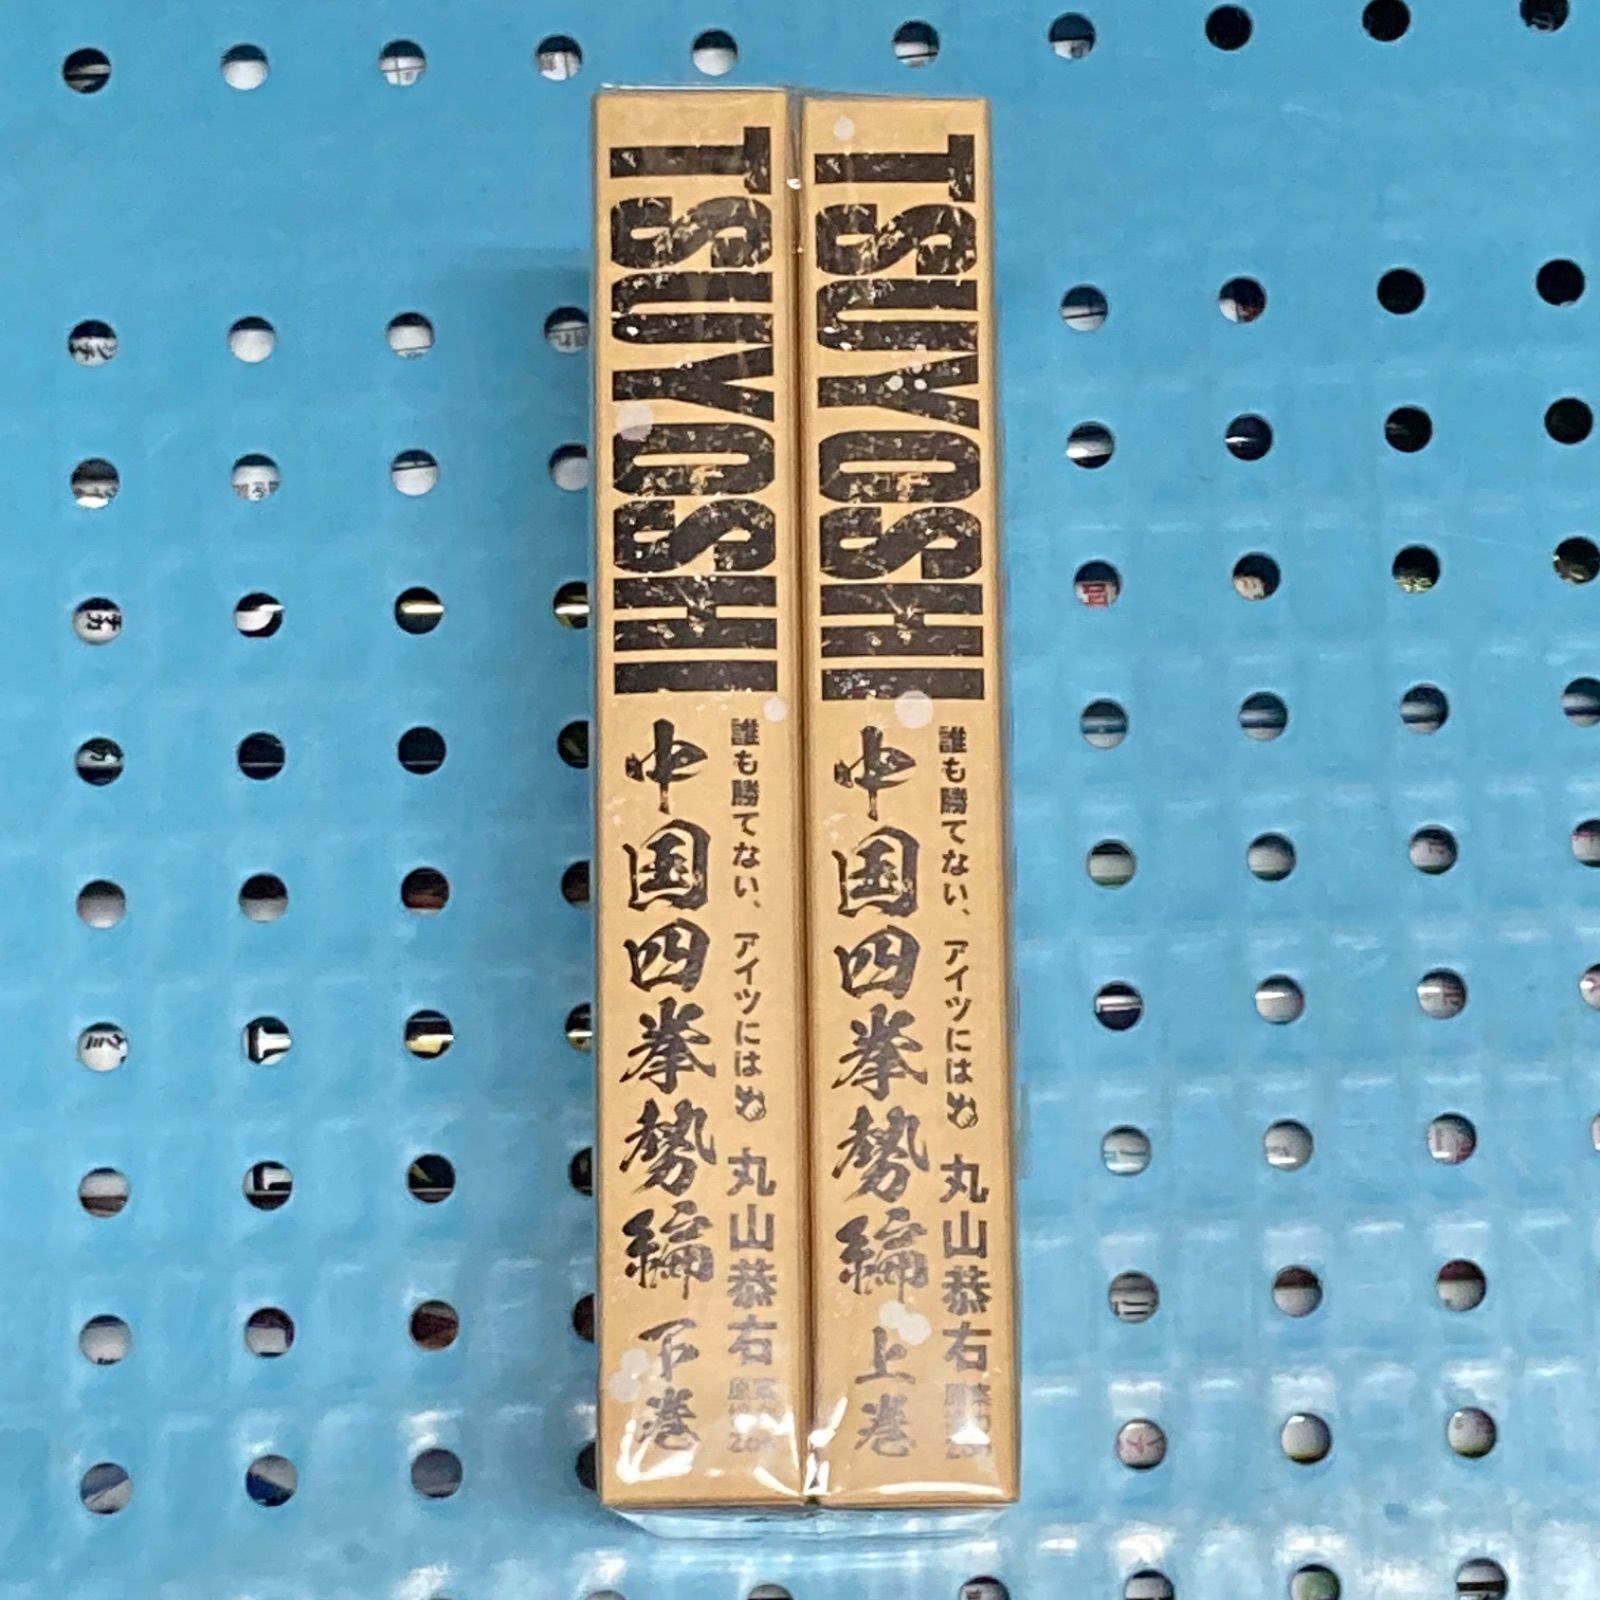 TSUYOSHI
誰も勝てない、アイツには
丸山恭右
中国四拳勢編 上巻
TSUYOSHI
誰も勝てない、アイツには
丸山恭右
中国四拳勢編 下巻